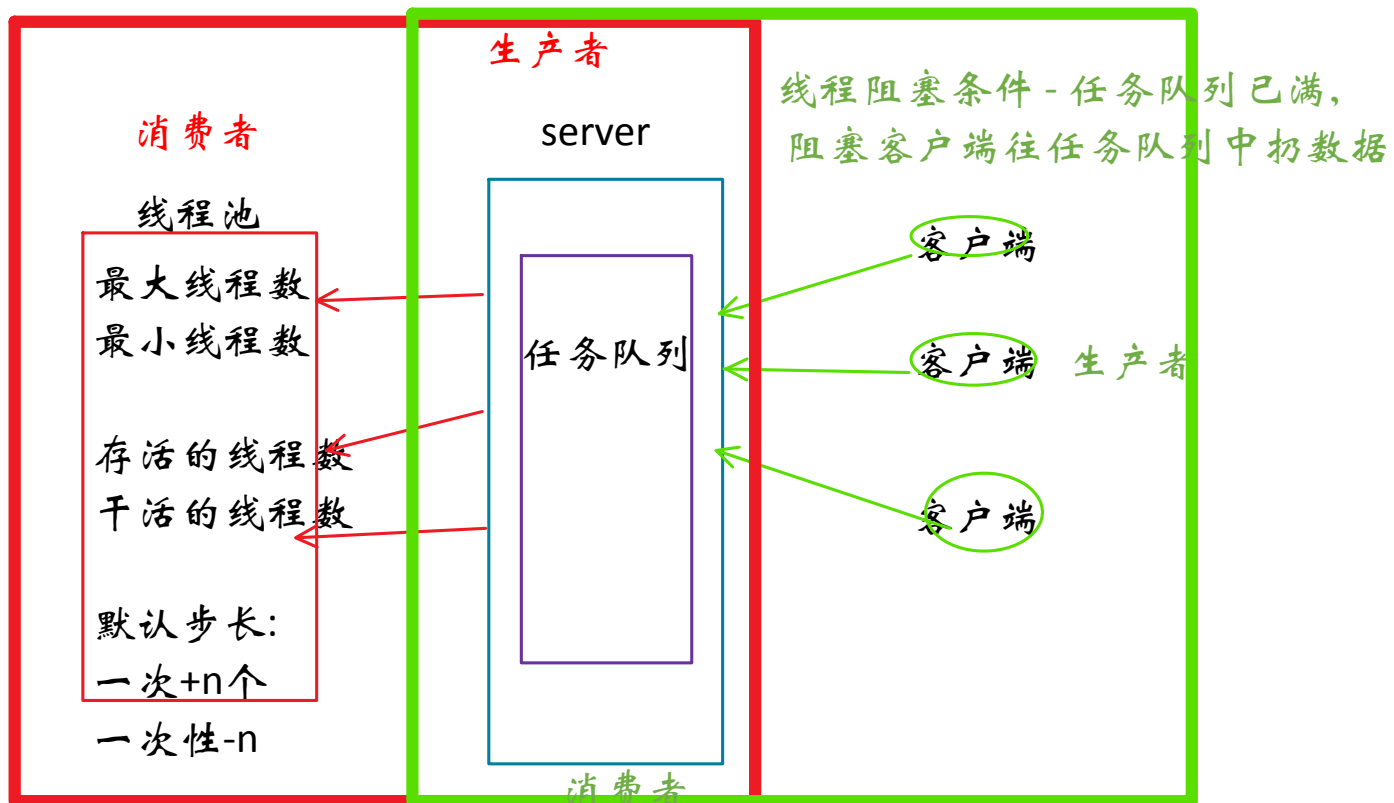 生产者
线程阻塞条件-任务队列已满,
阻塞客户端往任务队列中扔数据
消费者
server
线程池
最大线程数
最小线程数
存活的线程数
干活的线程数
默认步长:
一次+n个
一次性-n
任务队列
客户端
客户端
生产者
客户端
消费者